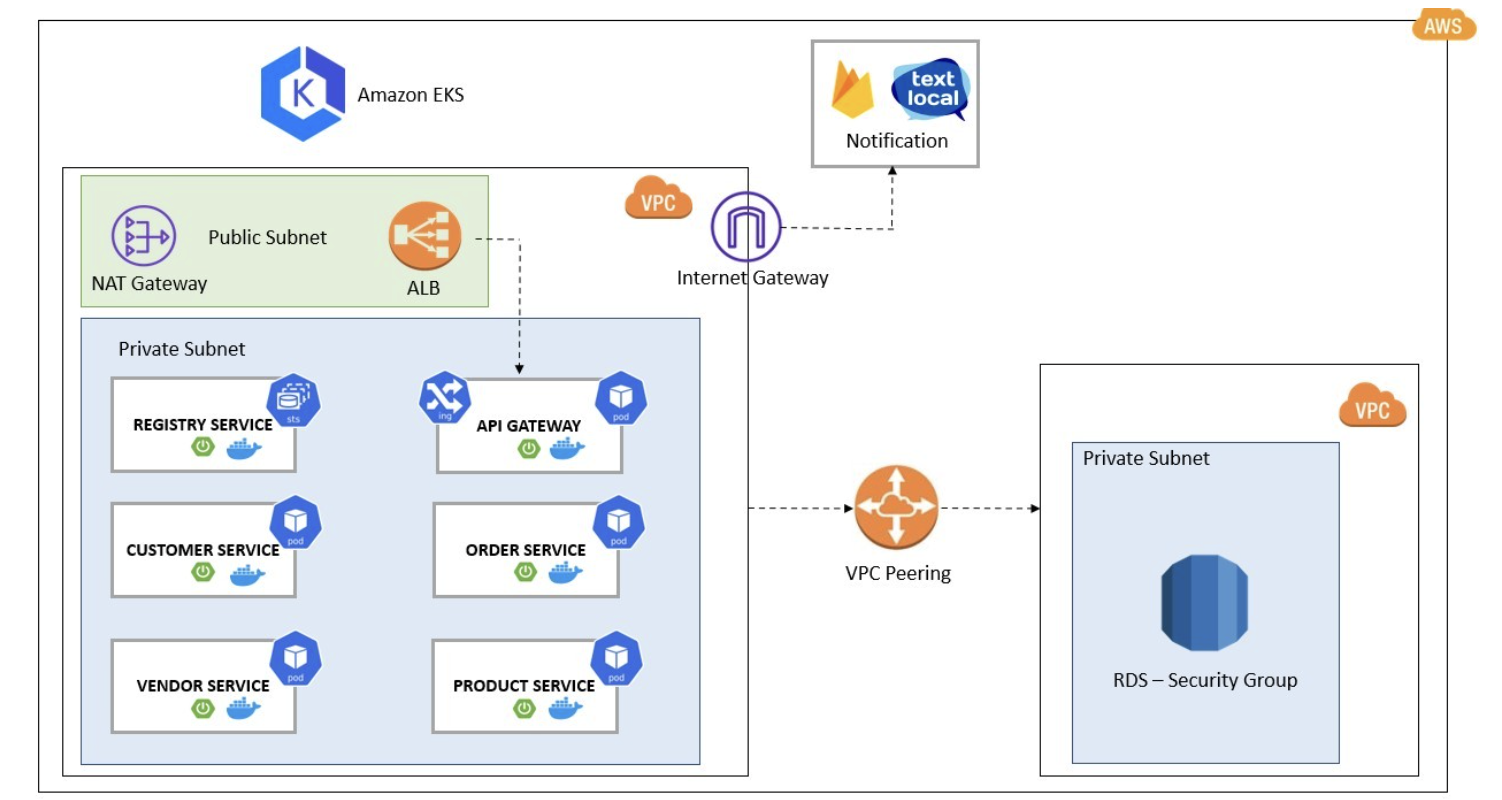 AWS
Amazon EKS
text
local
Notification
VPC
Public Subnet
NAT Gateway
ALB
Internet Gateway
Private Subnet
sts
REGISTRY SERVICE
ing
pod
API GATEWAY
pod
CUSTOMER SERVICE
pod
ORDER SERVICE
pod
VENDOR SERVICE
pod
PRODUCT SERVICE
VPC Peering
VPC
Private Subnet
RDS – Security Group
K